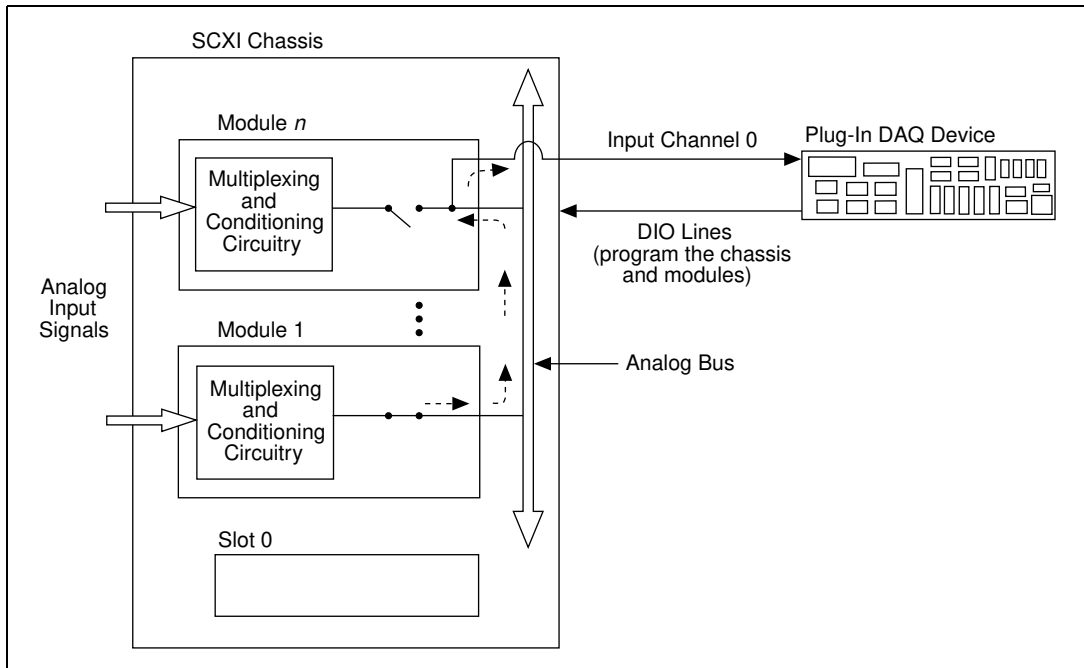 SCXI Chassis
Module n
Multiplexing
and
Conditioning
Circuitry
Input Channel 0
Plug-In DAQ Device
DIO Lines
(program the chassis
and modules)
Analog
Input
Signals
Module 1
Multiplexing
and
Conditioning
Circuitry
Analog Bus
Slot 0